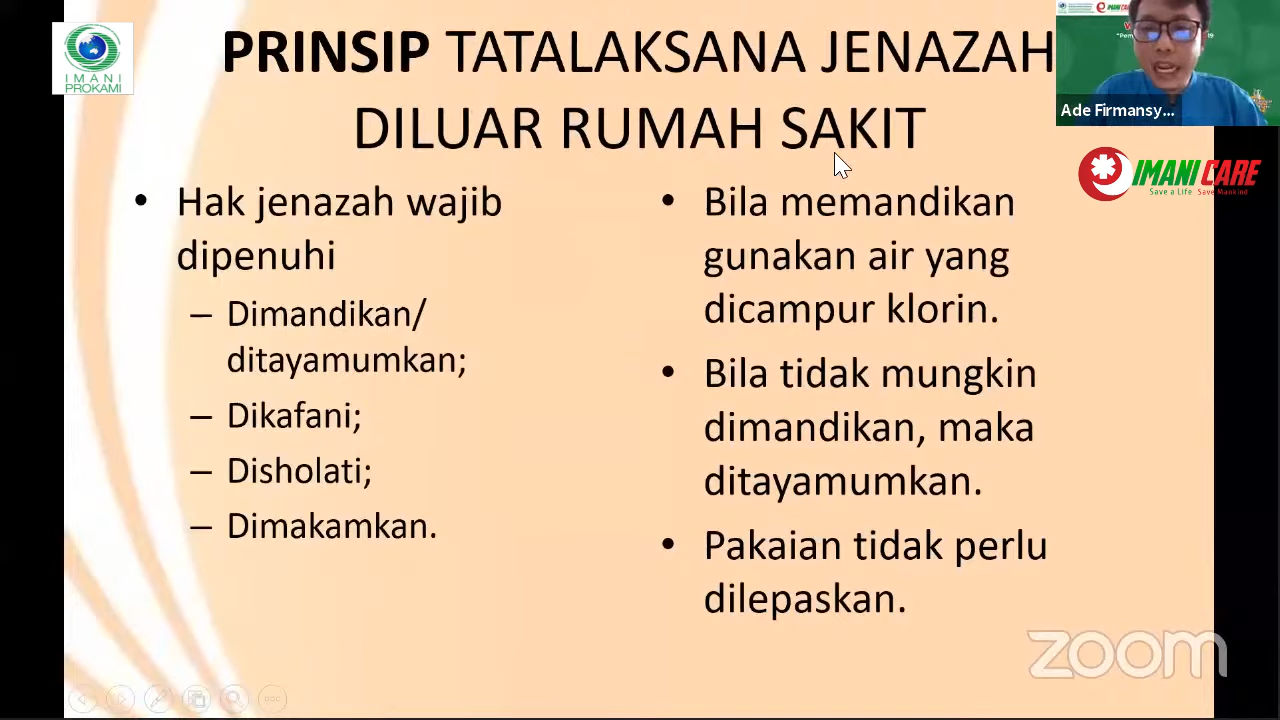 PRINSIP TATALAKSANA JENAZAH
DILUAR RUMAH SAKIT
• Hak jenazah wajib
dipenuhi
– Dimandikan/
ditayamumkan;
– Dikafani;
– Disholati;
– Dimakamkan.
• Bila memandikan
gunakan air yang
dicampur klorin.
• Bila tidak mungkin
dimandikan, maka
ditayamumkan.
• Pakaian tidak perlu
dilepaskan.
IMANI
PROKAMI
Ade Firmansy...
IMANI CARE
Save a Life Save Mankind
zoom